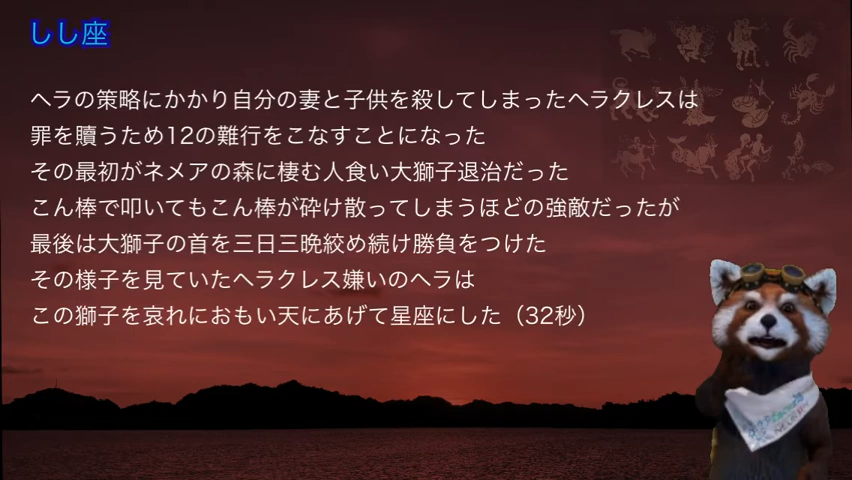 しし座
ヘラの策略にかかり自分の妻と子供を殺してしまったヘラクレスは
罪を贖うため12の難行をこなすことになった
その最初がネメアの森に棲む人食い大獅子退治だった
こん棒で叩いてもこん棒が砕け散ってしまうほどの強敵だったが
最後は大獅子の首を三日三晩絞め続け勝負をつけた
その様子を見ていたヘラクレス嫌いのヘラは
この獅子を哀れにおもい天にあげて星座にした（32秒）